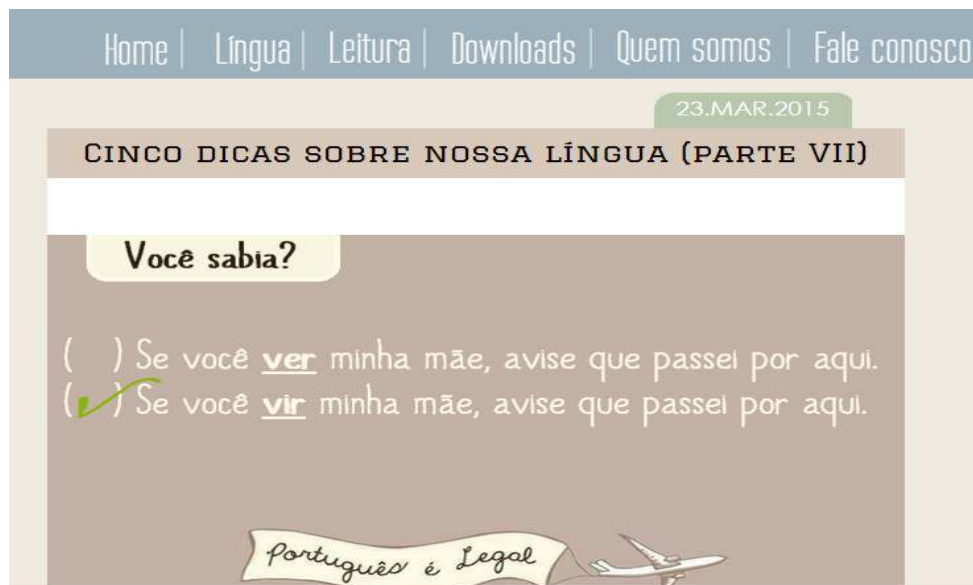 Home | Língua | Leitura | Downloads | Quem somos | Fale conosco
23.MAR.2015
CINCO DICAS SOBRE NOSSA LÍNGUA (PARTE VII)
Você sabia?
( ) Se você ver minha mãe, avise que passei por aqui.
(✓) Se você vir minha mãe, avise que passei por aqui.
Português é Legal